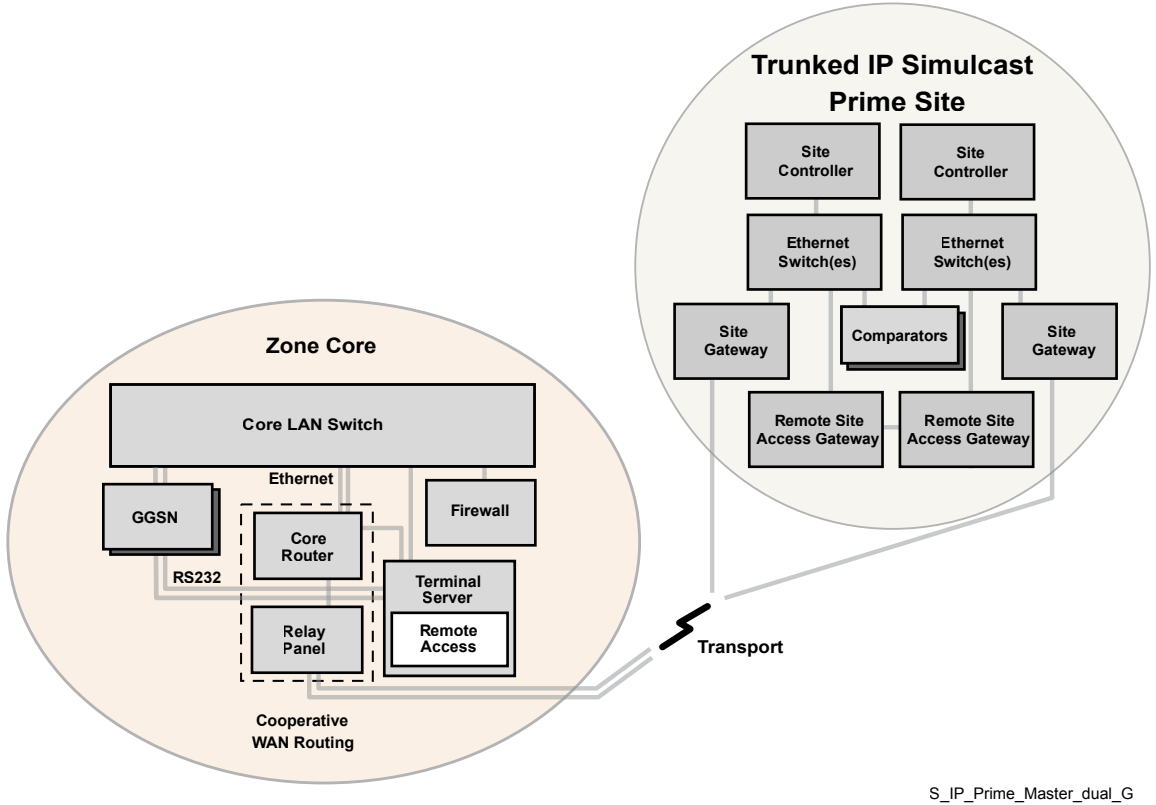 Trunked IP Simulcast
Prime Site
Site
Controller
Site
Controller
Ethernet
Switch(es)
Ethernet
Switch(es)
Site
Gateway
Comparators
Site
Gateway
Remote Site
Access Gateway
Remote Site
Access Gateway
Zone Core
Core LAN Switch
Ethernet
GGSN
Core
Router
Firewall
RS232
Terminal
Server
Remote
Access
Relay
Panel
Transport
Cooperative
WAN Routing
S_IP_Prime_Master_dual_G